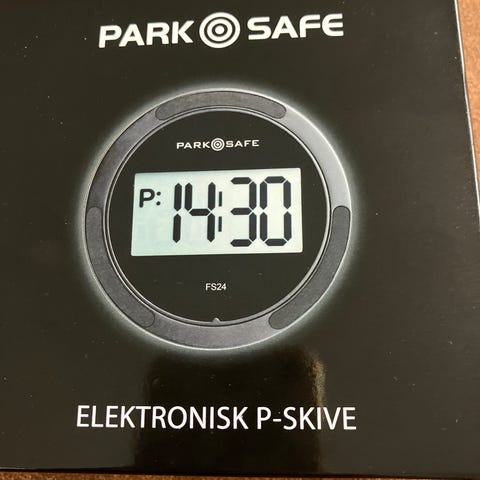 PARK SAFE
PARK SAFE
P: 14:30
FS24
ELEKTRONISK P-SKIVE